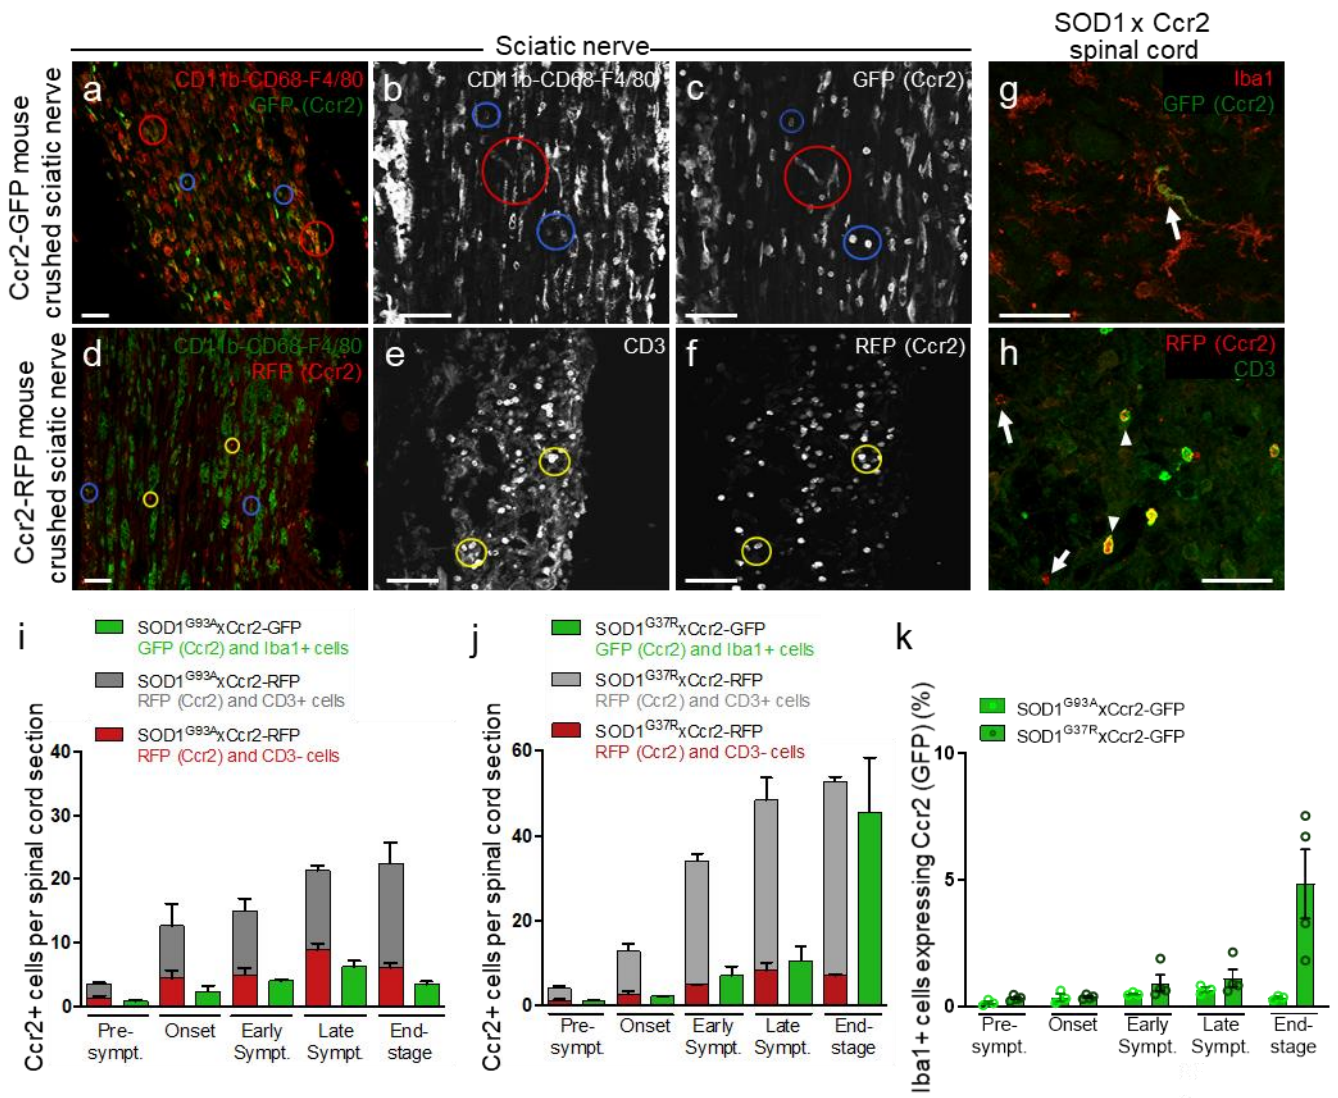 Sciatic nerve
SOD1 x Ccr2
spinal cord
Ccr2-GFP mouse
crushed sciatic nerve
a
CD11b-CD68-F4/80
GFP (Ccr2)
b
CD11b-CD68-F4/80
c
GFP (Ccr2)
g
Iba1
GFP (Ccr2)
Ccr2-RFP mouse
crushed sciatic nerve
d
CD11b-CD68-F4/80
RFP (Ccr2)
e
CD3
f
RFP (Ccr2)
h
RFP (Ccr2)
CD3
i
SOD1G93AxCcr2-GFP
GFP (Ccr2) and Iba1+ cells
SOD1G93AxCcr2-RFP
RFP (Ccr2) and CD3+ cells
SOD1G93AxCcr2-RFP
RFP (Ccr2) and CD3- cells
Ccr2+ cells per spinal cord section
40
30
20
10
0
Pre-
sympt.
Onset
Early
Sympt.
Late
Sympt.
End-
stage
j
SOD1G37RxCcr2-GFP
GFP (Ccr2) and Iba1+ cells
SOD1G37RxCcr2-RFP
RFP (Ccr2) and CD3+ cells
SOD1G37RxCcr2-RFP
RFP (Ccr2) and CD3- cells
Ccr2+ cells per spinal cord section
60
40
20
0
Pre-
sympt.
Onset
Early
Sympt.
Late
Sympt.
End-
stage
k
SOD1G93AxCcr2-GFP
SOD1G37RxCcr2-GFP
Iba1+ cells expressing Ccr2 (GFP) (%)
10
5
0
Pre-
sympt.
Onset
Early
Sympt.
Late
Sympt.
End-
stage